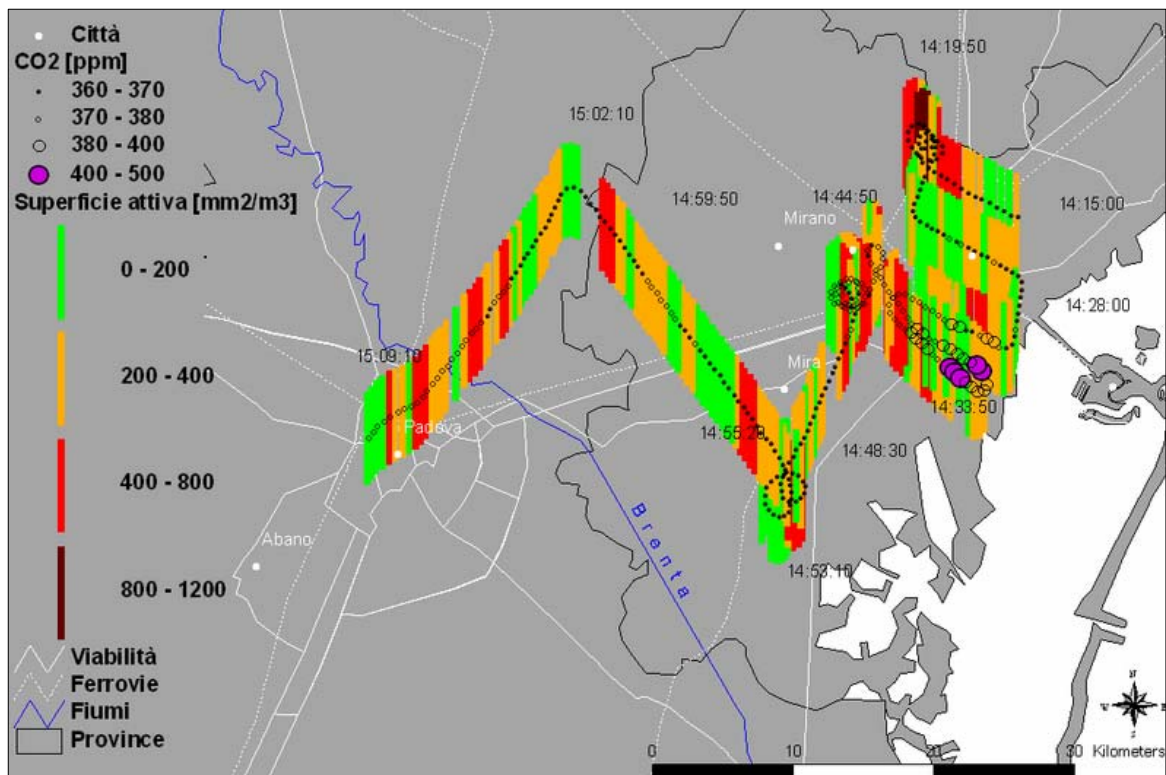 Città
CO2 [ppm]
360 - 370
370 - 380
380 - 400
400 - 500
Superficie attiva [mm2/m3]
0 - 200
200 - 400
400 - 800
800 - 1200
Viabilità
Ferrovie
Fiumi
Province
14:19:50
15:02:10
14:59:50
14:44:50
14:15:00
Mirano
14:28:00
15:09:10
Mira
14:33:50
Padova
14:55:20
14:48:30
Abano
Brenta
14:53:10
N
W
E
S
0 10 20 30 Kilometers